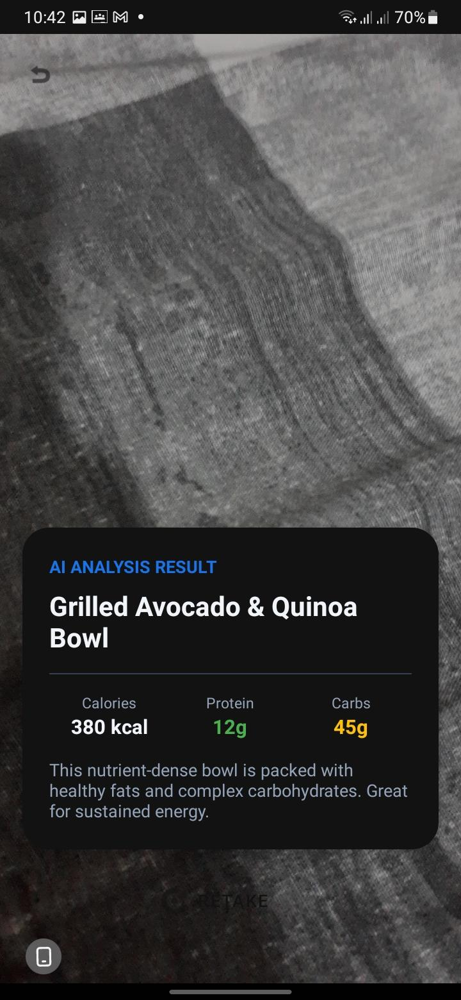 10:42 70%
AI ANALYSIS RESULT
Grilled Avocado & Quinoa
Bowl
Calories Protein Carbs
380 kcal 12g 45g
This nutrient-dense bowl is packed with
healthy fats and complex carbohydrates. Great
for sustained energy.
RETAKE